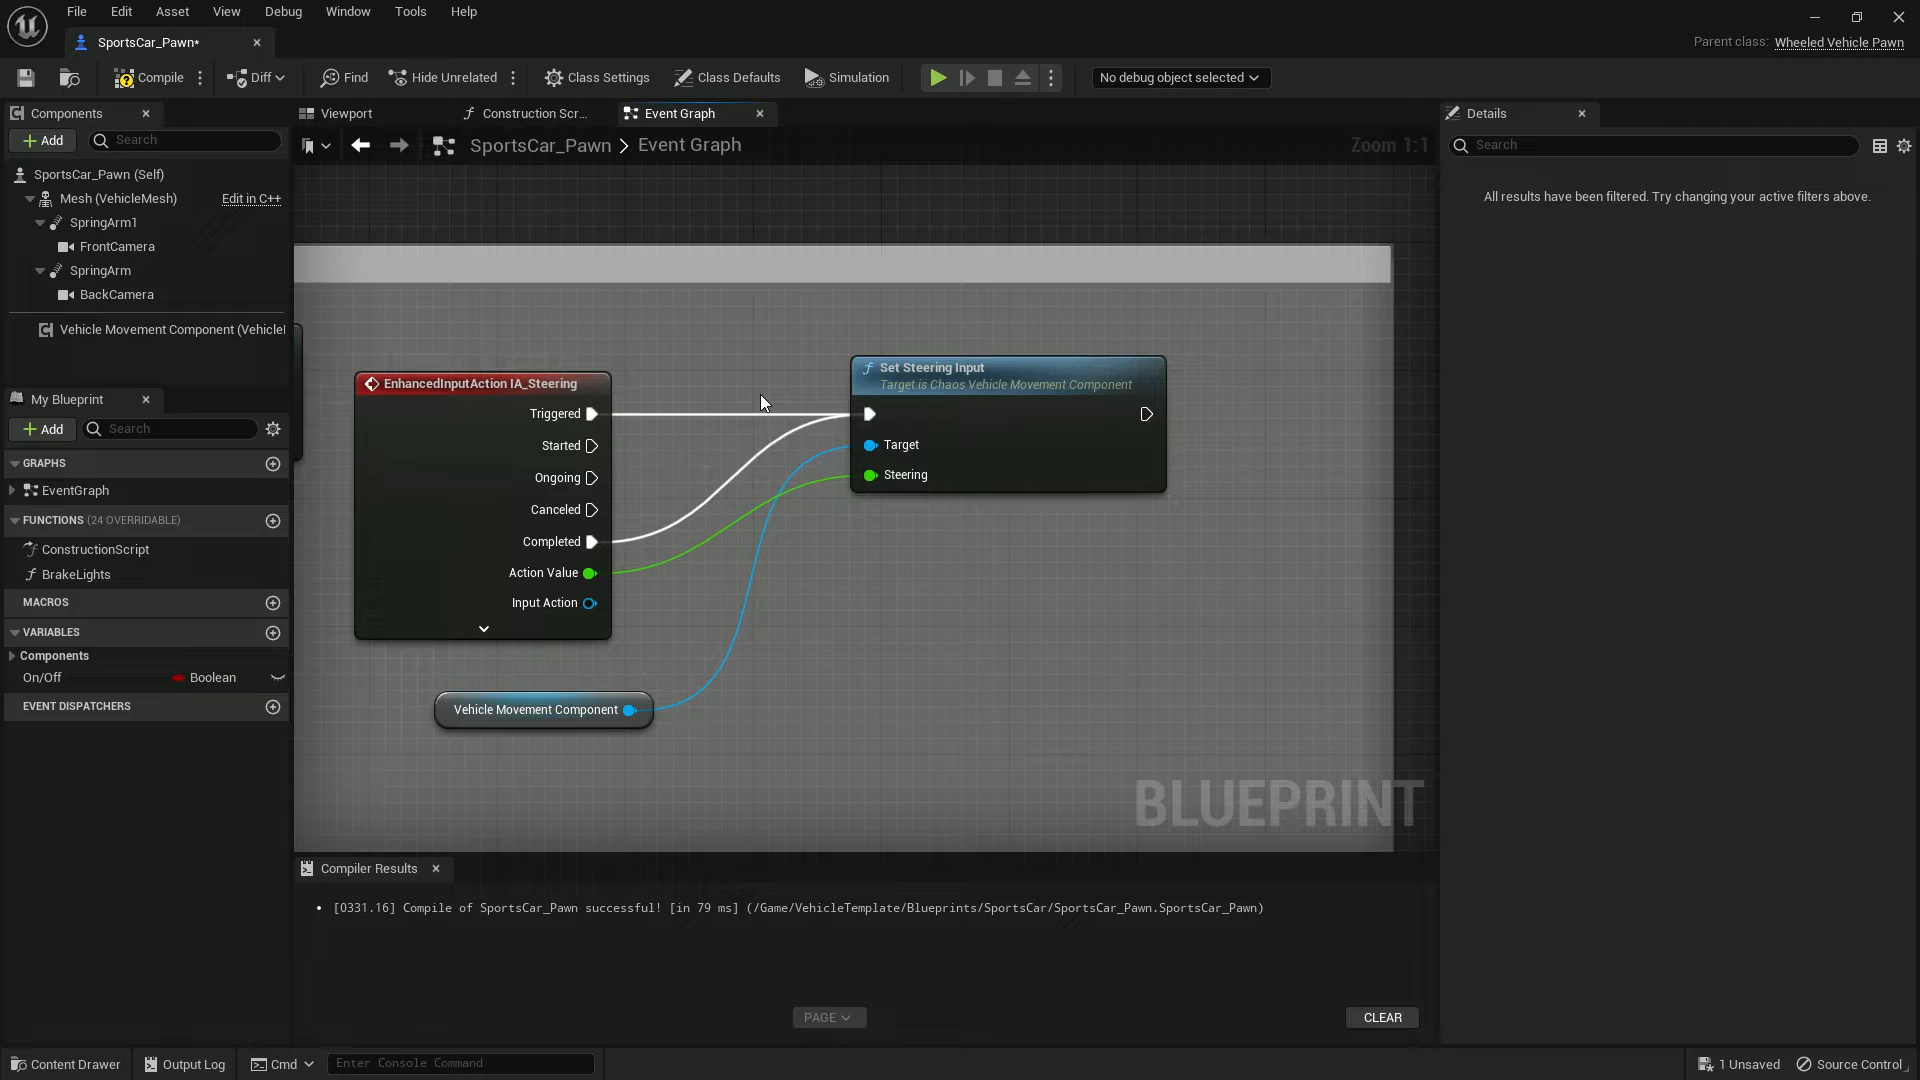 File Edit Asset View Debug Window Tools Help
SportsCar_Pawn*
Parent class: Wheeled Vehicle Pawn
Compile Diff Find Hide Unrelated Class Settings Class Defaults Simulation No debug object selected
Components
Viewport Construction Scr... Event Graph
Details
Add Search
SportsCar_Pawn > Event Graph
Zoom 1:1
Search
SportsCar_Pawn (Self)
All results have been filtered. Try changing your active filters above.
Mesh (VehicleMesh) Edit in C++
SpringArm1
FrontCamera
SpringArm
BackCamera
Vehicle Movement Component (Vehicle
My Blueprint
Add Search
GRAPHS
EventGraph
FUNCTIONS (24 OVERRIDABLE)
ConstructionScript
BrakeLights
MACROS
VARIABLES
Components
On/Off Boolean
EVENT DISPATCHERS
EnhancedInputAction IA_Steering
Triggered
Started
Ongoing
Canceled
Completed
Action Value
Input Action
Set Steering Input
Target is Chaos Vehicle Movement Component
Target
Steering
Vehicle Movement Component
BLUEPRINT
Compiler Results
• [0331.16] Compile of SportsCar_Pawn successful! [in 79 ms] (/Game/VehicleTemplate/Blueprints/SportsCar/SportsCar_Pawn.SportsCar_Pawn)
PAGE
CLEAR
Content Drawer Output Log Cmd Enter Console Command
1 Unsaved Source Control